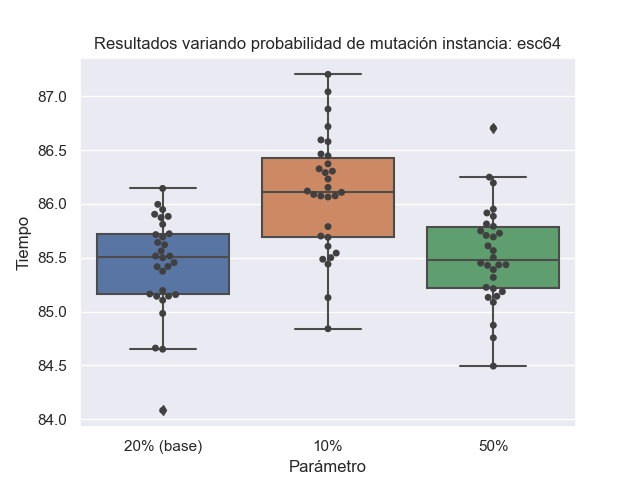 Resultados variando probabilidad de mutación instancia: esc64
87.0
86.5
86.0
85.5
85.0
84.5
84.0
Tiempo
20% (base) 10% 50%
Parámetro